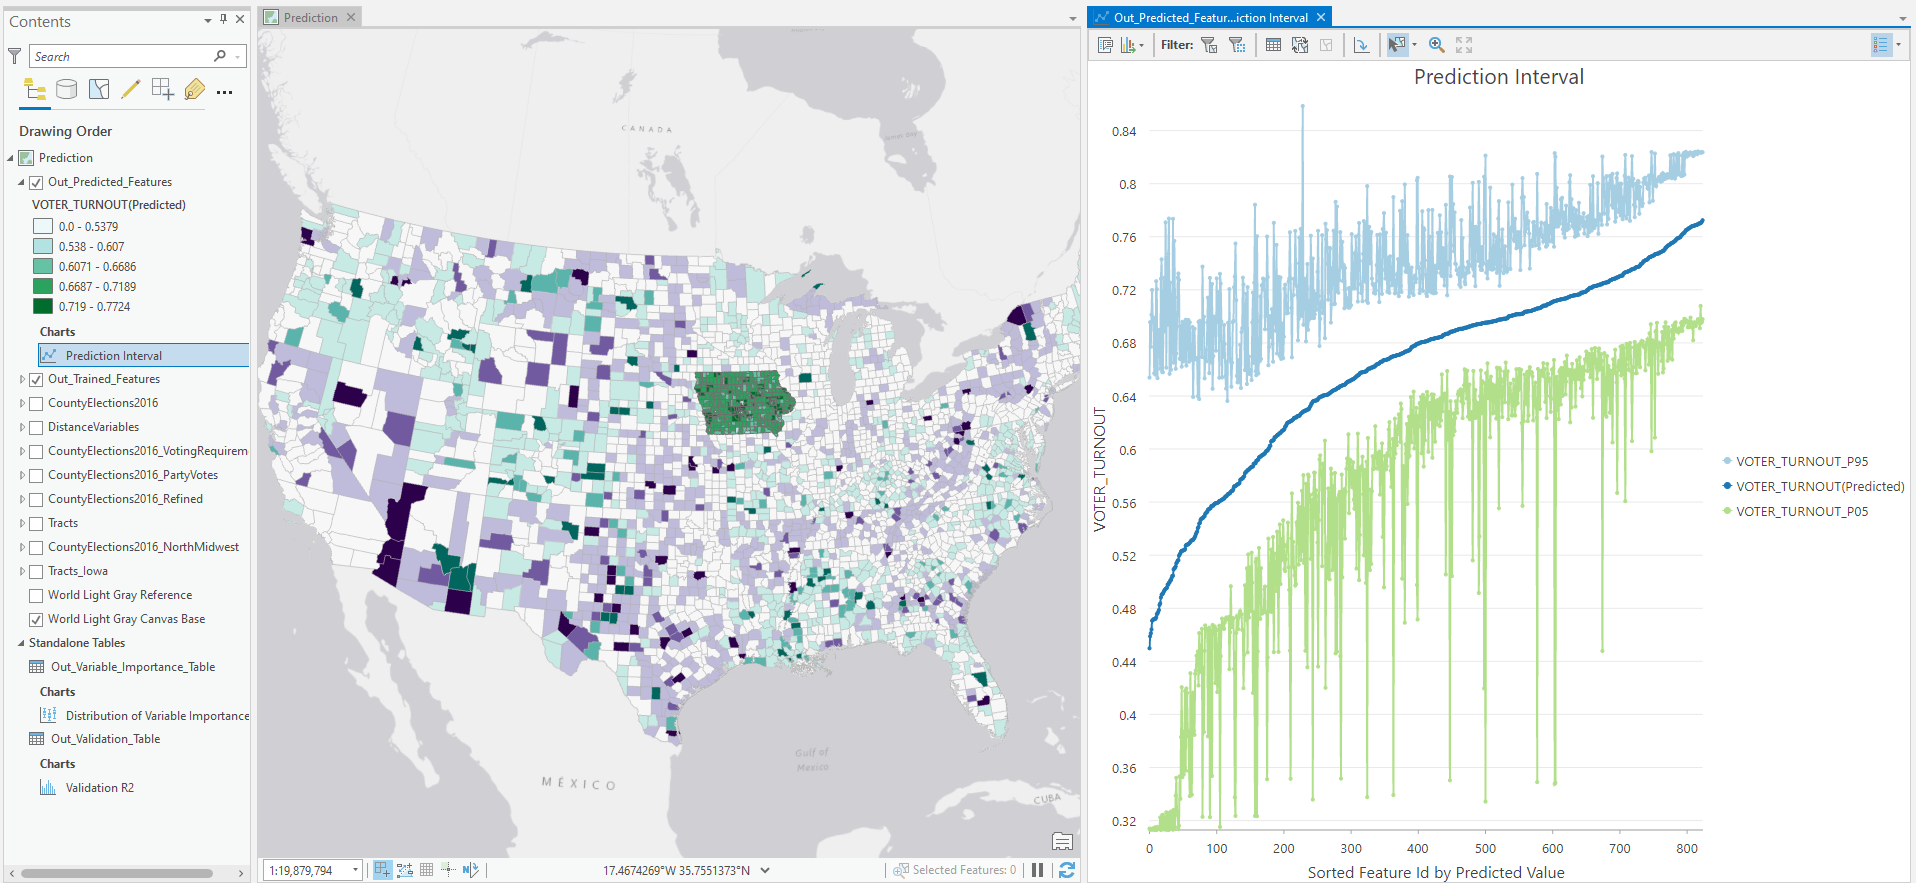 Contents
Search
Drawing Order
Prediction
Out_Predicted_Features
VOTER_TURNOUT(Predicted)
0.0 - 0.5379
0.538 - 0.607
0.6071 - 0.6686
0.6687 - 0.7189
0.719 - 0.7724
Charts
Prediction Interval
Out_Trained_Features
CountyElections2016
DistanceVariables
CountyElections2016_VotingRequirem
CountyElections2016_PartyVotes
CountyElections2016_Refined
Tracts
CountyElections2016_NorthMidwest
Tracts_Iowa
World Light Gray Reference
World Light Gray Canvas Base
Standalone Tables
Out_Variable_Importance_Table
Charts
Distribution of Variable Importance
Out_Validation_Table
Charts
Validation R2
Prediction
CANADA
MÉXICO
Gulf of
Mexico
CUBA
1:19,879,794
17.4674269°W 35.7551373°N
Selected Features: 0
Out_Predicted_Featur...iction Interval
Filter:
Prediction Interval
VOTER_TURNOUT
0.84
0.8
0.76
0.72
0.68
0.64
0.6
0.56
0.52
0.48
0.44
0.4
0.36
0.32
0 100 200 300 400 500 600 700 800
Sorted Feature Id by Predicted Value
VOTER_TURNOUT_P95
VOTER_TURNOUT(Predicted)
VOTER_TURNOUT_P05